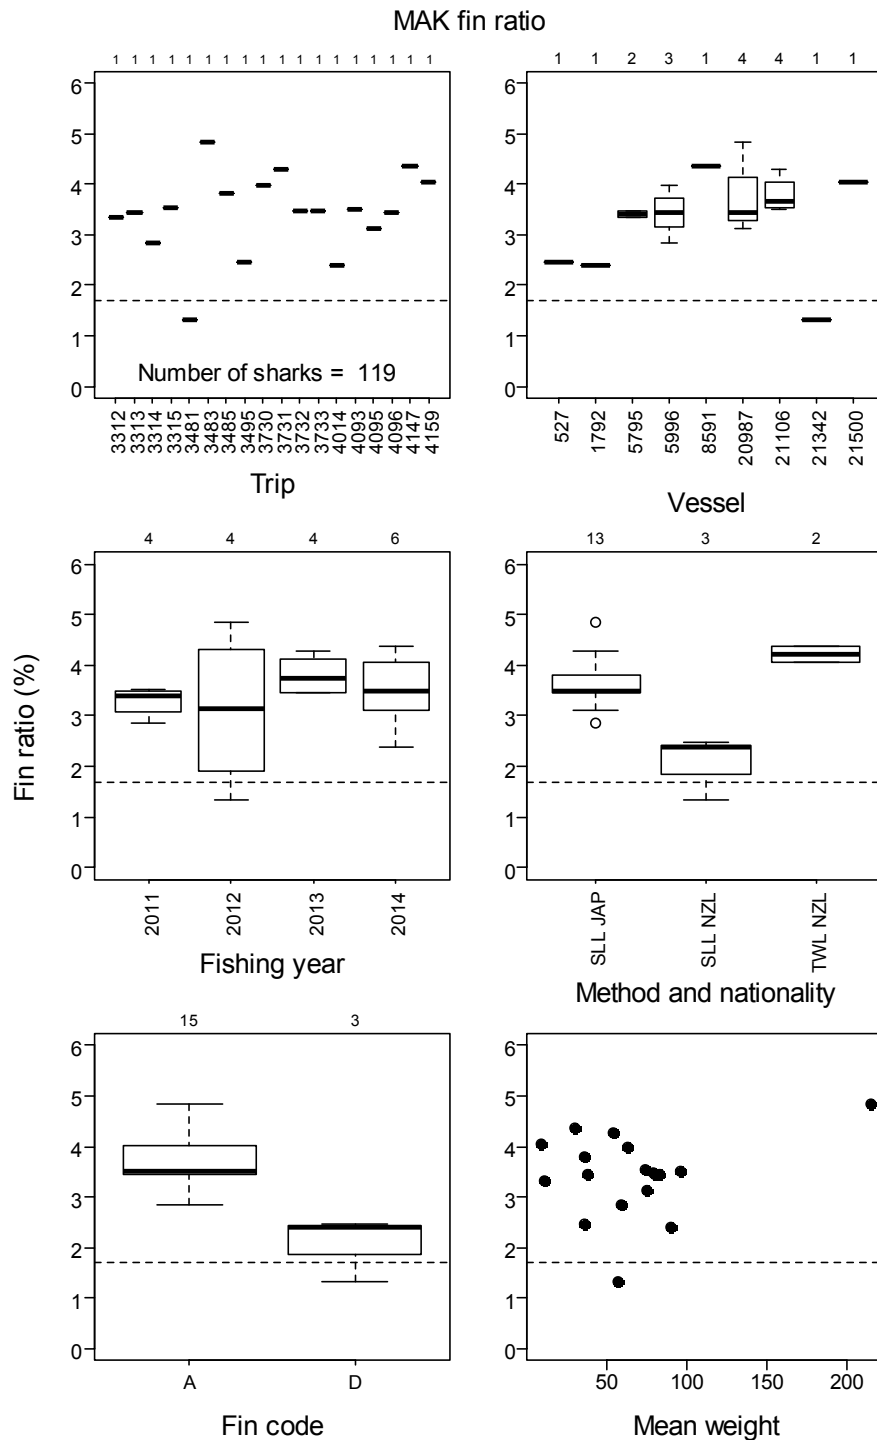 MAK fin ratio
1 1 1 1 1 1 1 1 1 1 1 1 1 1 1 1 1 1
6
5
4
3
2
1
0
Number of sharks = 119
3312 3313 3314 3315 3481 3483 3485 3495 3730 3731 3732 3733 4014 4093 4095 4096 4147 4159
Trip
1 1 2 3 1 4 4 1 1
6
5
4
3
2
1
0
527 1792 5795 5996 8591 20987 21106 21342 21500
Vessel
Fin ratio (%)
4 4 4 6
6
5
4
3
2
1
0
2011 2012 2013 2014
Fishing year
13 3 2
6
5
4
3
2
1
0
SLL JAP SLL NZL TWL NZL
Method and nationality
15 3
6
5
4
3
2
1
0
A D
Fin code
6
5
4
3
2
1
0
50 100 150 200
Mean weight